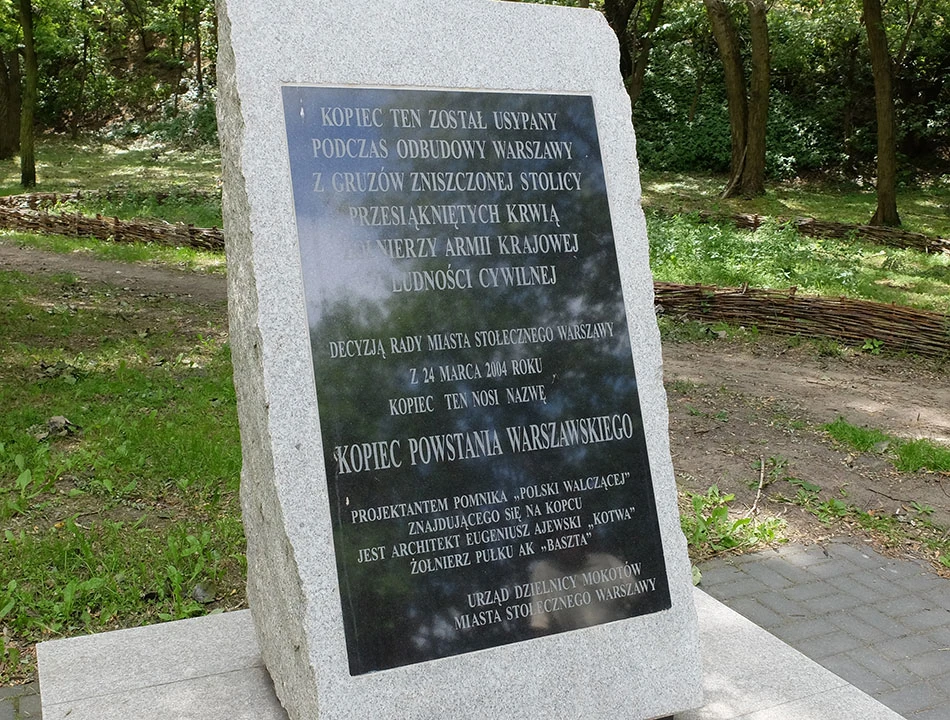 KOPIEC TEN ZOSTAŁ USYPANY
PODCZAS ODBUDOWY WARSZAWY
Z GRUZÓW ZNISZCZONEJ STOLICY
PRZESIĄKNIĘTYCH KRWIĄ
ŻOŁNIERZY ARMII KRAJOWEJ
LUDNOŚCI CYWILNEJ
DECYZJĄ RADY MIASTA STOŁECZNEGO WARSZAWY
Z 24 MARCA 2004 ROKU
KOPIEC TEN NOSI NAZWĘ
KOPIEC POWSTANIA WARSZAWSKIEGO
PROJEKTANTEM POMNIKA „POLSKI WALCZĄCEJ"
ZNAJDUJĄCEGO SIĘ NA KOPCU
JEST ARCHITEKT EUGENIUSZ AJEWSKI „KOTWA"
ŻOŁNIERZ PUŁKU AK „BASZTA"
URZĄD DZIELNICY MOKOTÓW
MIASTA STOŁECZNEGO WARSZAWY